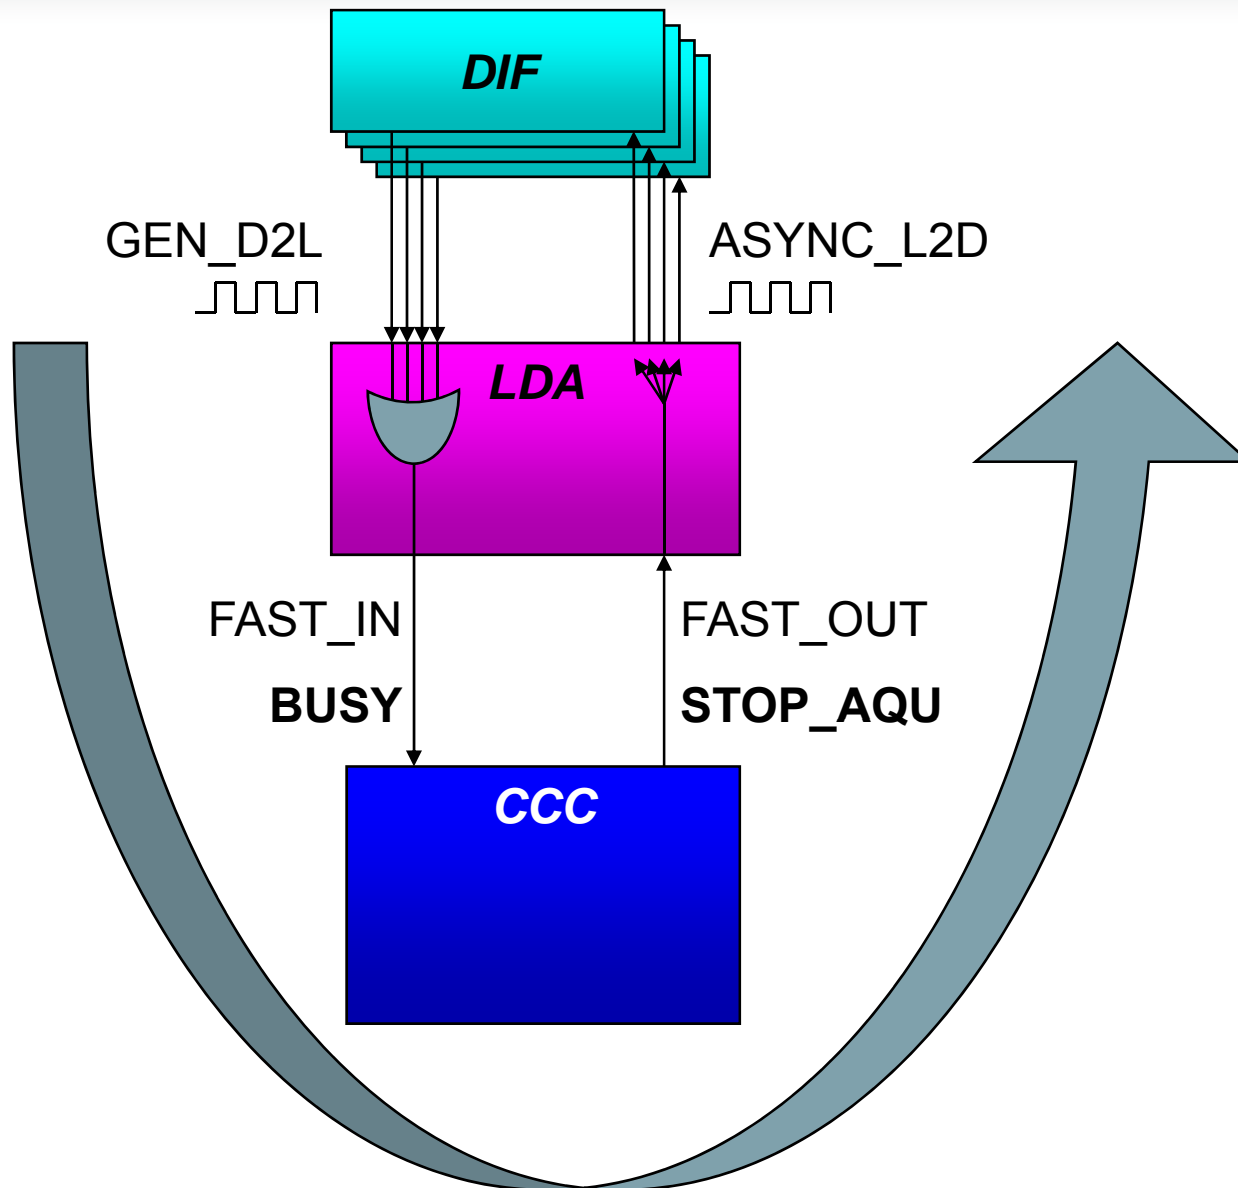 DIF
GEN_D2L
ASYNC_L2D
LDA
FAST_IN
FAST_OUT
BUSY
STOP_AQU
CCC